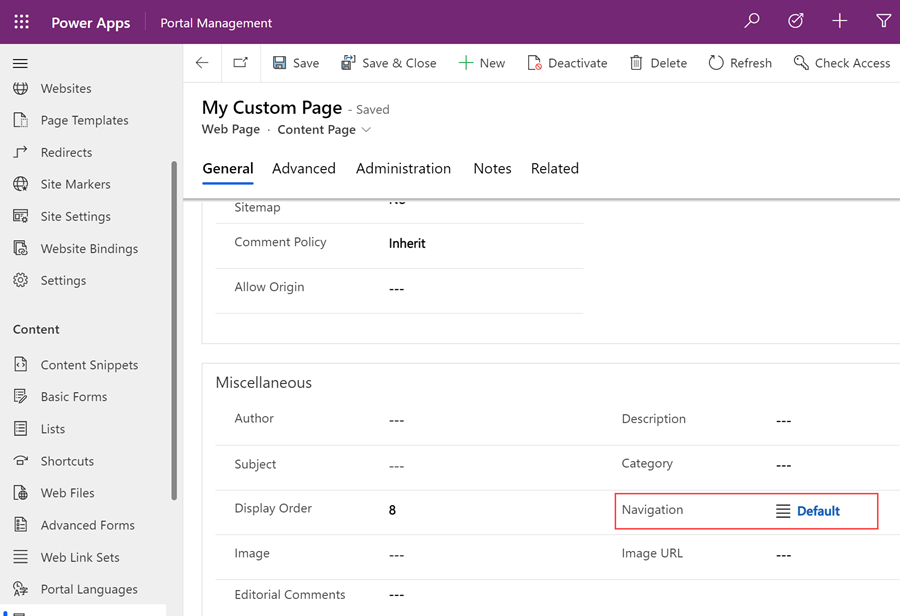 Power Apps Portal Management
Save Save & Close New Deactivate Delete Refresh Check Access
My Custom Page - Saved
Web Page · Content Page
General Advanced Administration Notes Related
Websites
Page Templates
Redirects
Site Markers
Site Settings
Website Bindings
Settings
Content
Content Snippets
Basic Forms
Lists
Shortcuts
Web Files
Advanced Forms
Web Link Sets
Portal Languages
Sitemap No
Comment Policy Inherit
Allow Origin ---
Miscellaneous
Author --- Description ---
Subject --- Category ---
Display Order 8 Navigation Default
Image --- Image URL ---
Editorial Comments ---